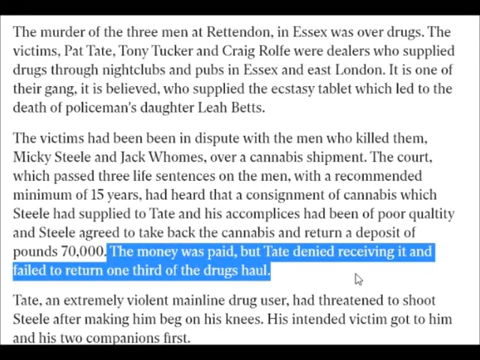 The murder of the three men at Rettendon, in Essex was over drugs. The
victims, Pat Tate, Tony Tucker and Craig Rolfe were dealers who supplied
drugs through nightclubs and pubs in Essex and east London. It is one of
their gang, it is believed, who supplied the ecstasy tablet which led to the
death of policeman's daughter Leah Betts.
The victims had been been in dispute with the men who killed them,
Micky Steele and Jack Whomes, over a cannabis shipment. The court,
which passed three life sentences on the men, with a recommended
minimum of 15 years, had heard that a consignment of cannabis which
Steele had supplied to Tate and his accomplices had been of poor qualtity
and Steele agreed to take back the cannabis and return a deposit of
pounds 70,000. The money was paid, but Tate denied receiving it and
failed to return one third of the drugs haul.
Tate, an extremely violent mainline drug user, had threatened to shoot
Steele after making him beg on his knees. His intended victim got to him
and his two companions first.